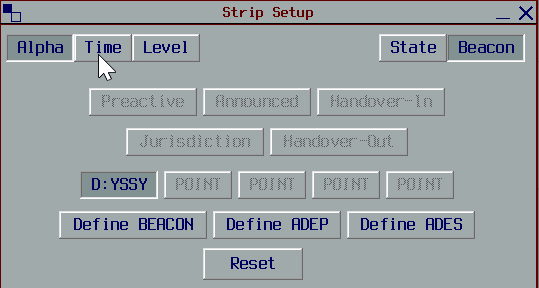 Strip Setup
Alpha Time Level State Beacon
Preactive Announced Handover-In
Jurisdiction Handover-Out
D:YSSY POINT POINT POINT POINT
Define BEACON Define ADEP Define ADES
Reset